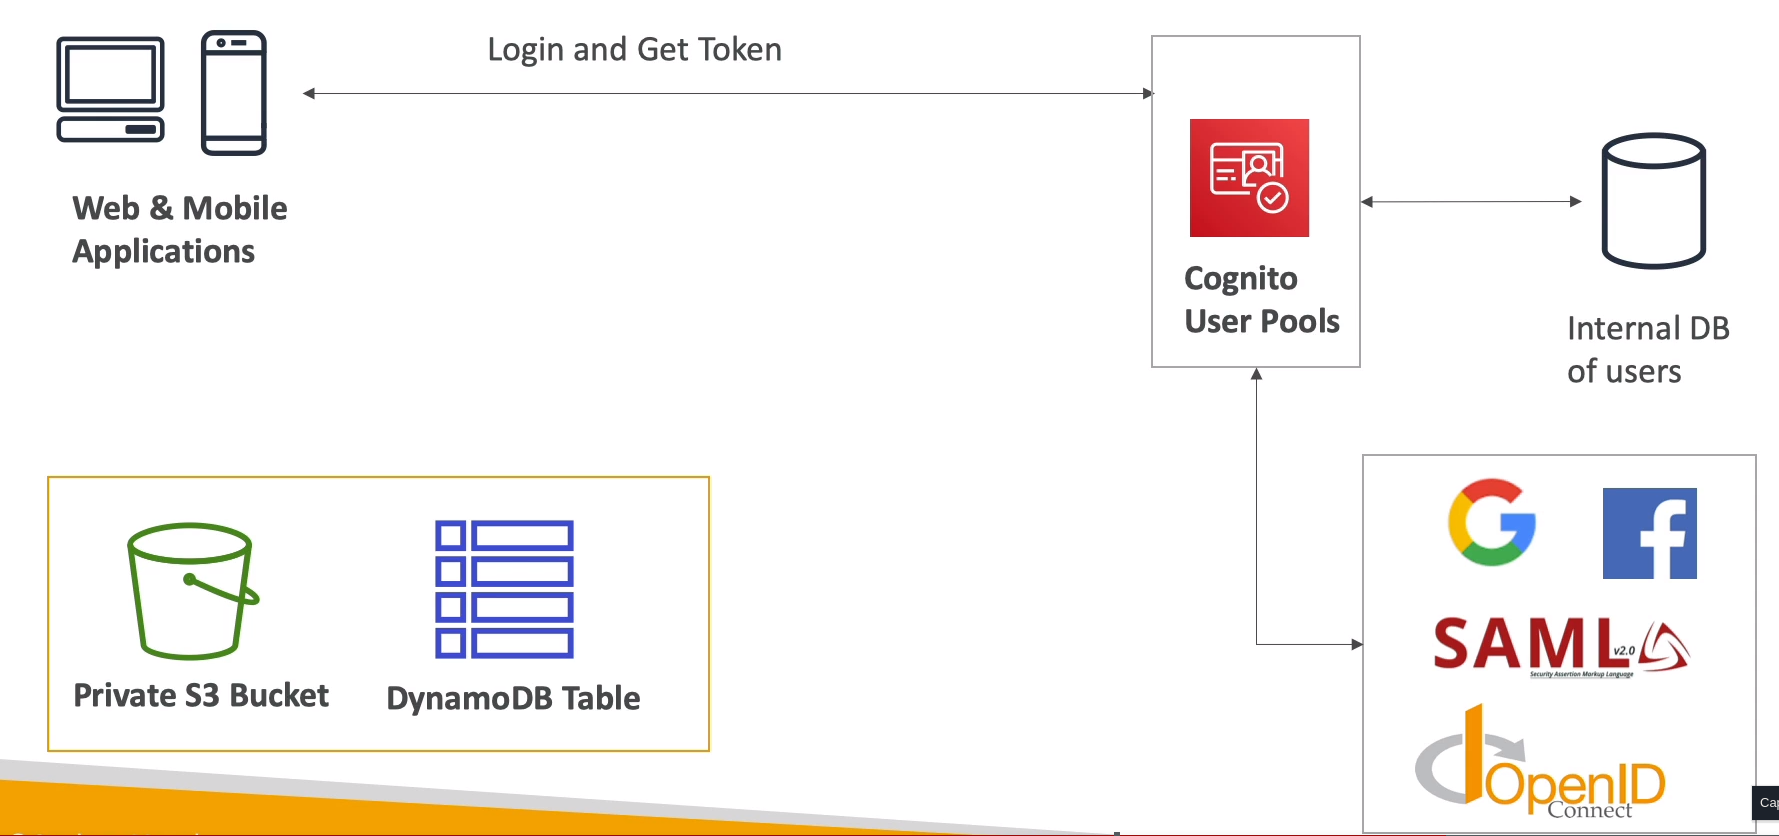 Login and Get Token
Web & Mobile
Applications
Cognito
User Pools
Internal DB
of users
Private S3 Bucket
DynamoDB Table
SAML
v2.0
Security Assertion Markup Language
OpenID
Connect